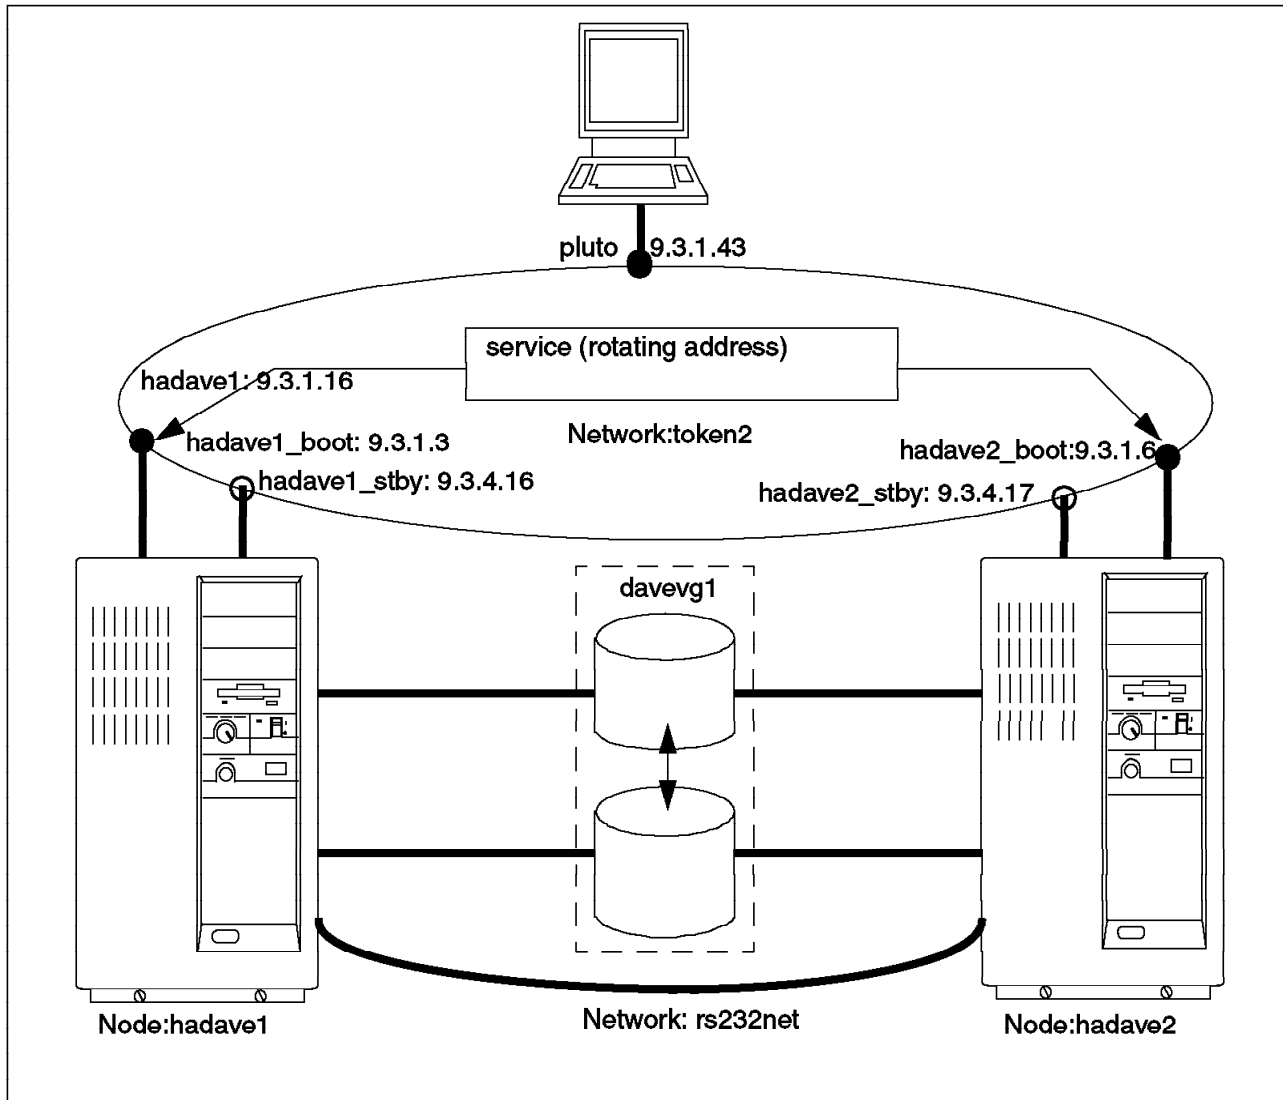 pluto 9.3.1.43
service (rotating address)
hadave1: 9.3.1.16
Network:token2
hadave1_boot: 9.3.1.3
hadave2_boot:9.3.1.6
hadave1_stby: 9.3.4.16
hadave2_stby: 9.3.4.17
davevg1
Node:hadave1
Network: rs232net
Node:hadave2